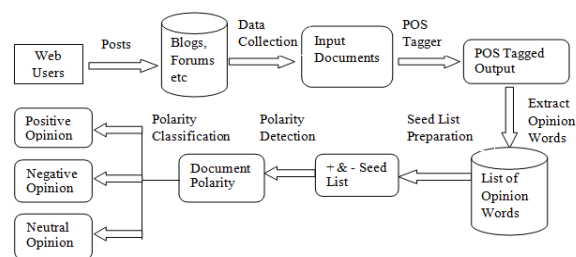 Web
Users
Posts
Blogs,
Forums
etc
Data
Collection
Input
Documents
POS
Tagger
POS Tagged
Output
Extract
Opinion
Words
List of
Opinion
Words
Seed List
Preparation
+ & - Seed
List
Polarity
Detection
Document
Polarity
Polarity
Classification
Positive
Opinion
Negative
Opinion
Neutral
Opinion